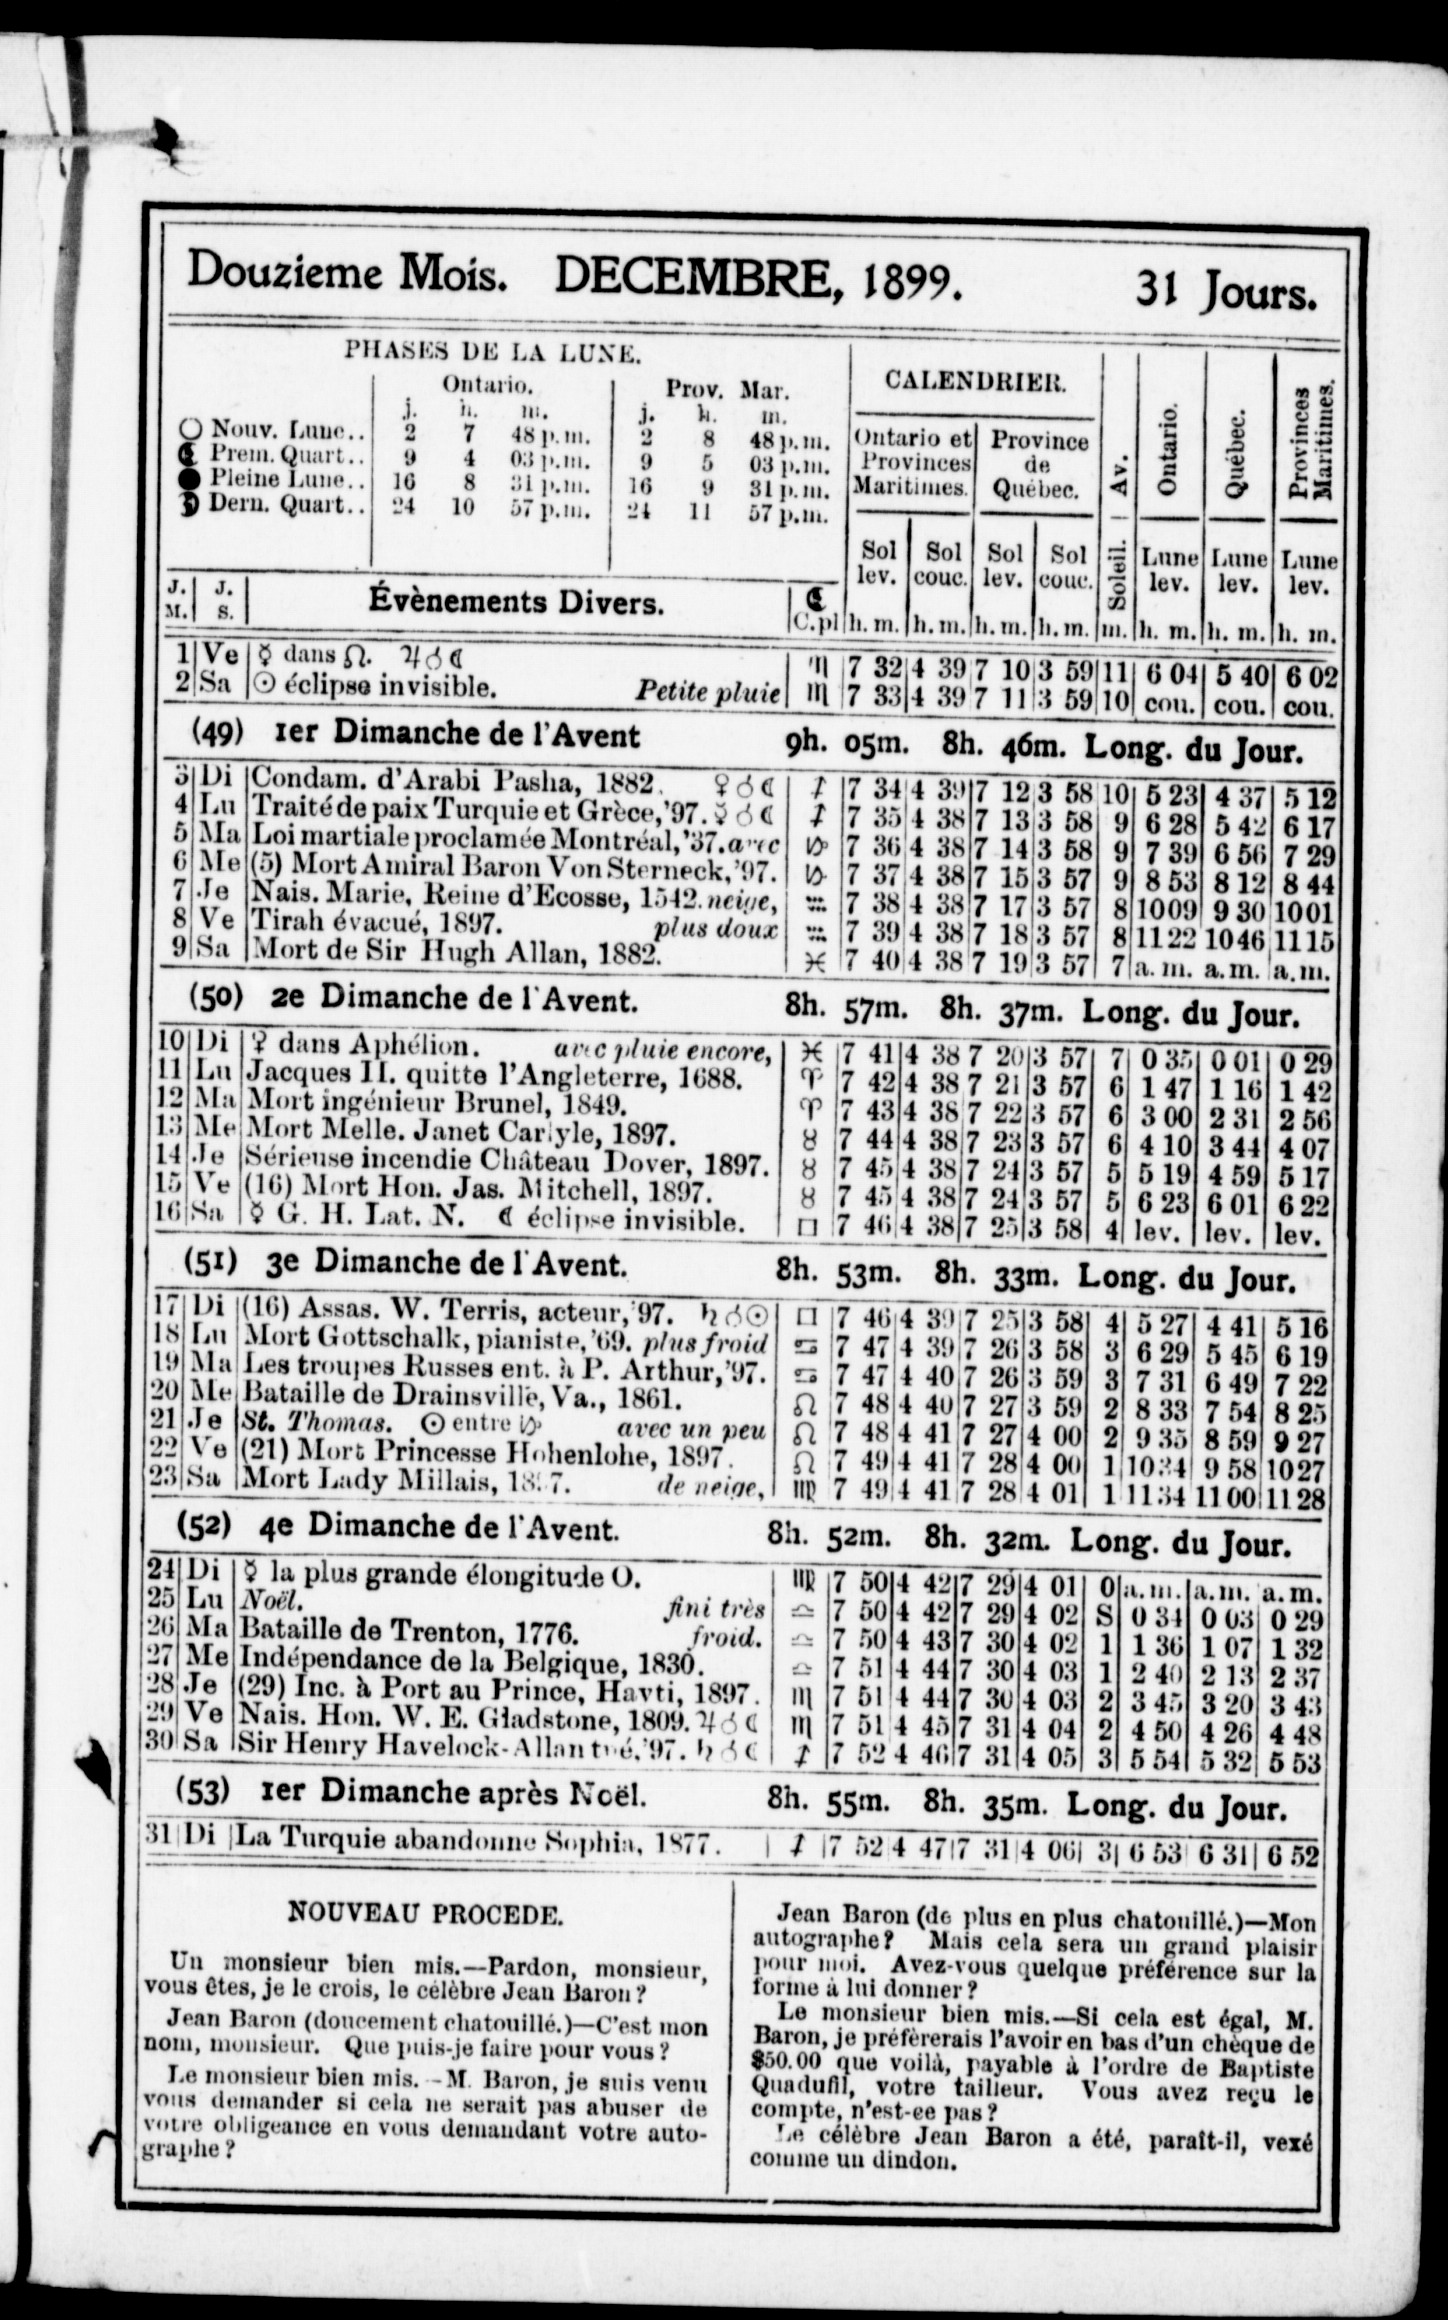 Douzieme Mois. DECEMBRE, 1899. 31 Jours.
PHASES DE LA LUNE.
Ontario. Prov. Mar.
j. h. m. j. h. m.
Nouv. Lune.. 2 7 48 p.m. 2 8 48 p.m.
Prem. Quart.. 9 4 03 p.m. 9 5 03 p.m.
Pleine Lune.. 16 8 31 p.m. 16 9 31 p.m.
Dern. Quart.. 24 10 57 p.m. 24 11 57 p.m.
CALENDRIER.
Ontario et Provinces Maritimes. Province de Québec.
Sol lev. Sol couc. Sol lev. Sol couc.
Soleil. Av.
Ontario. Québec. Provinces Maritimes.
Lune lev. Lune lev. Lune lev.
J. M. J. S. Évènements Divers. ☾ C.pl h. m. h. m. h. m. h. m. m. h. m. h. m. h. m.
1 Ve ☿ dans ☊. ♃☌☾ ♏ 7 32 4 39 7 10 3 59 11 6 04 5 40 6 02
2 Sa ☉ éclipse invisible. Petite pluie ♏ 7 33 4 39 7 11 3 59 10 cou. cou. cou.
(49) 1er Dimanche de l'Avent 9h. 05m. 8h. 46m. Long. du Jour.
3 Di Condam. d'Arabi Pasha, 1882. ♀☌☾ ♐ 7 34 4 39 7 12 3 58 10 5 23 4 37 5 12
4 Lu Traité de paix Turquie et Grèce, '97. ☿☌☾ ♐ 7 35 4 38 7 13 3 58 9 6 28 5 42 6 17
5 Ma Loi martiale proclamée Montréal, '37. avec ♑ 7 36 4 38 7 14 3 58 9 7 39 6 56 7 29
6 Me (5) Mort Amiral Baron Von Sterneck, '97. ♑ 7 37 4 38 7 15 3 57 9 8 53 8 12 8 44
7 Je Nais. Marie, Reine d'Ecosse, 1542. neige, ♒ 7 38 4 38 7 17 3 57 8 1009 9 30 1001
8 Ve Tirah évacué, 1897. plus doux ♒ 7 39 4 38 7 18 3 57 8 1122 1046 1115
9 Sa Mort de Sir Hugh Allan, 1882. ♓ 7 40 4 38 7 19 3 57 7 a. m. a.m. a.m.
(50) 2e Dimanche de l'Avent. 8h. 57m. 8h. 37m. Long. du Jour.
10 Di ♀ dans Aphélion. avec pluie encore, ♓ 7 41 4 38 7 20 3 57 7 0 35 0 01 0 29
11 Lu Jacques II. quitte l'Angleterre, 1688. ♈ 7 42 4 38 7 21 3 57 6 1 47 1 16 1 42
12 Ma Mort ingénieur Brunel, 1849. ♈ 7 43 4 38 7 22 3 57 6 3 00 2 31 2 56
13 Me Mort Melle. Janet Carlyle, 1897. ♉ 7 44 4 38 7 23 3 57 6 4 10 3 44 4 07
14 Je Sérieuse incendie Château Dover, 1897. ♉ 7 45 4 38 7 24 3 57 5 5 19 4 59 5 17
15 Ve (16) Mort Hon. Jas. Mitchell, 1897. ♉ 7 45 4 38 7 24 3 57 5 6 23 6 01 6 22
16 Sa ☿ G. H. Lat. N. ☾ éclipse invisible. □ 7 46 4 38 7 25 3 58 4 lev. lev. lev.
(51) 3e Dimanche de l'Avent. 8h. 53m. 8h. 33m. Long. du Jour.
17 Di (16) Assas. W. Terris, acteur, '97. ♄☌☉ □ 7 46 4 39 7 25 3 58 4 5 27 4 41 5 16
18 Lu Mort Gottschalk, pianiste, '69. plus froid ♋ 7 47 4 39 7 26 3 58 3 6 29 5 45 6 19
19 Ma Les troupes Russes ent. à P. Arthur, '97. ♋ 7 47 4 40 7 26 3 59 3 7 31 6 49 7 22
20 Me Bataille de Drainsville, Va., 1861. ♌ 7 48 4 40 7 27 3 59 2 8 33 7 54 8 25
21 Je St. Thomas. ☉ entre ♑ avec un peu ♌ 7 48 4 41 7 27 4 00 2 9 35 8 59 9 27
22 Ve (21) Mort Princesse Hohenlohe, 1897. ♌ 7 49 4 41 7 28 4 00 1 1034 9 58 1027
23 Sa Mort Lady Millais, 1897. de neige, ♍ 7 49 4 41 7 28 4 01 1 1134 1100 1128
(52) 4e Dimanche de l'Avent. 8h. 52m. 8h. 32m. Long. du Jour.
24 Di ☿ la plus grande élongitude O. ♍ 7 50 4 42 7 29 4 01 0 a.m. a.m. a.m.
25 Lu Noël. fini très ♎ 7 50 4 42 7 29 4 02 S 0 34 0 03 0 29
26 Ma Bataille de Trenton, 1776. froid. ♎ 7 50 4 43 7 30 4 02 1 1 36 1 07 1 32
27 Me Indépendance de la Belgique, 1830. ♎ 7 51 4 44 7 30 4 03 1 2 40 2 13 2 37
28 Je (29) Inc. à Port au Prince, Hayti, 1897. ♏ 7 51 4 44 7 30 4 03 2 3 45 3 20 3 43
29 Ve Nais. Hon. W. E. Gladstone, 1809. ♃☌☾ ♏ 7 51 4 45 7 31 4 04 2 4 50 4 26 4 48
30 Sa Sir Henry Havelock-Allan tué, '97. ♄☌☾ ♐ 7 52 4 46 7 31 4 05 3 5 54 5 32 5 53
(53) 1er Dimanche après Noël. 8h. 55m. 8h. 35m. Long. du Jour.
31 Di La Turquie abandonne Sophia, 1877. ♐ 7 52 4 47 7 31 4 06 3 6 53 6 31 6 52
NOUVEAU PROCEDE.
Un monsieur bien mis.—Pardon, monsieur,
vous êtes, je le crois, le célèbre Jean Baron?
Jean Baron (doucement chatouillé.)—C'est mon
nom, monsieur. Que puis-je faire pour vous?
Le monsieur bien mis.—M. Baron, je suis venu
vous demander si cela ne serait pas abuser de
votre obligeance en vous demandant votre auto-
graphe?
Jean Baron (de plus en plus chatouillé.)—Mon
autographe? Mais cela sera un grand plaisir
pour moi. Avez-vous quelque préférence sur la
forme à lui donner?
Le monsieur bien mis.—Si cela est égal, M.
Baron, je préfèrerais l'avoir en bas d'un chèque de
$50.00 que voilà, payable à l'ordre de Baptiste
Quadufil, votre tailleur. Vous avez reçu le
compte, n'est-ee pas?
Le célèbre Jean Baron a été, paraît-il, vexé
comme un dindon.